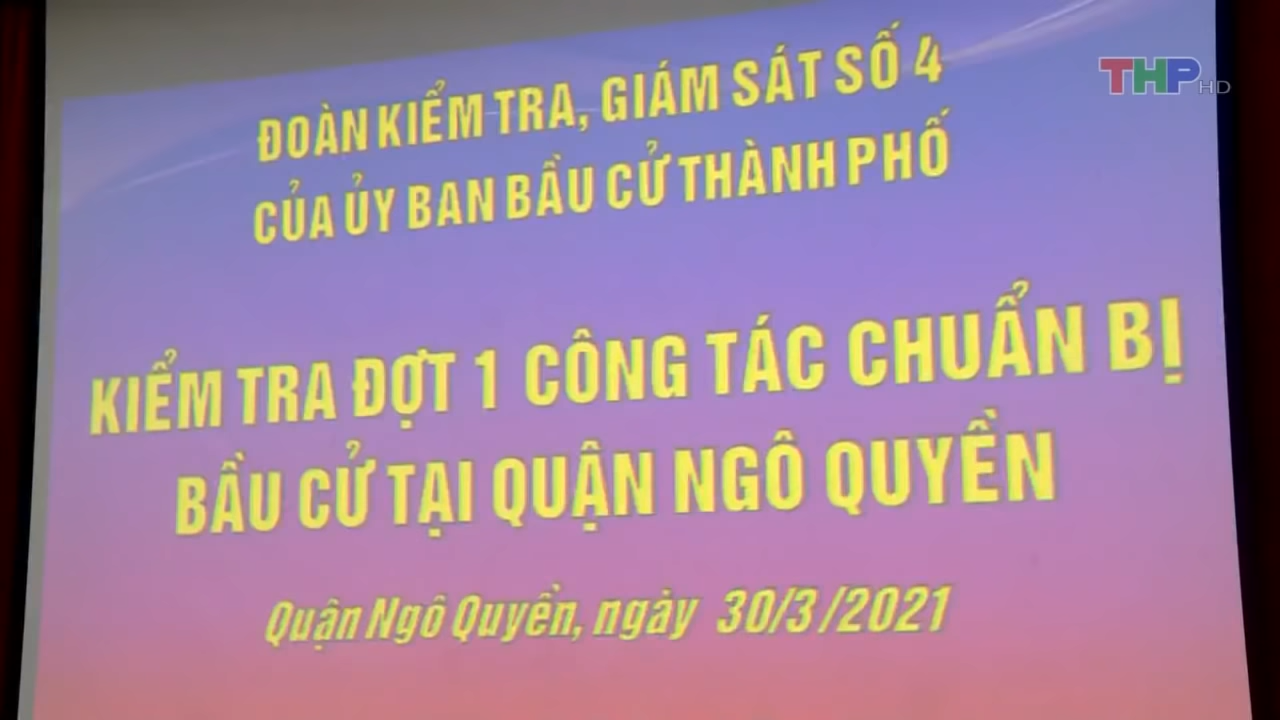 THP HD
ĐOÀN KIỂM TRA, GIÁM SÁT SỐ 4
CỦA ỦY BAN BẦU CỬ THÀNH PHỐ
KIỂM TRA ĐỢT 1 CÔNG TÁC CHUẨN BỊ
BẦU CỬ TẠI QUẬN NGÔ QUYỀN
Quận Ngô Quyền, ngày 30/3/2021